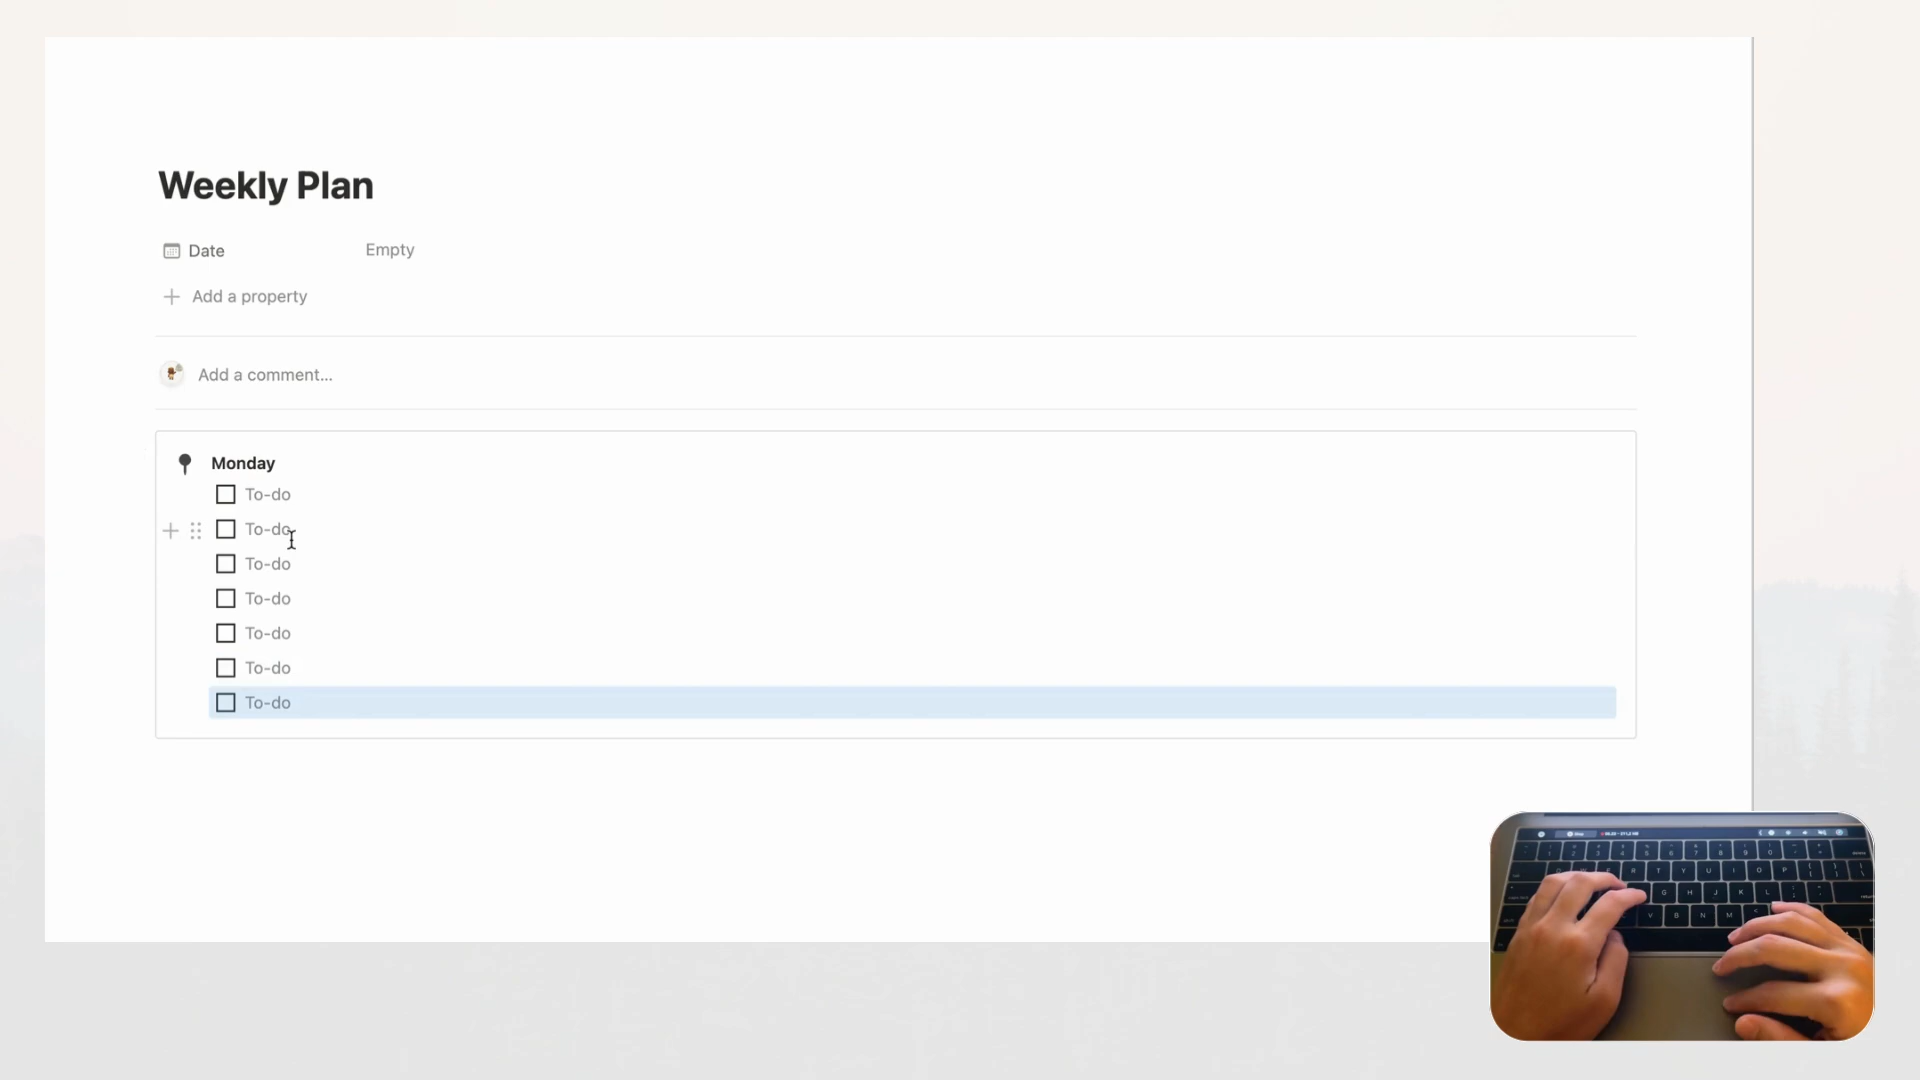 Weekly Plan
Date Empty
Add a property
Add a comment...
Monday
To-do
To-do
To-do
To-do
To-do
To-do
To-do